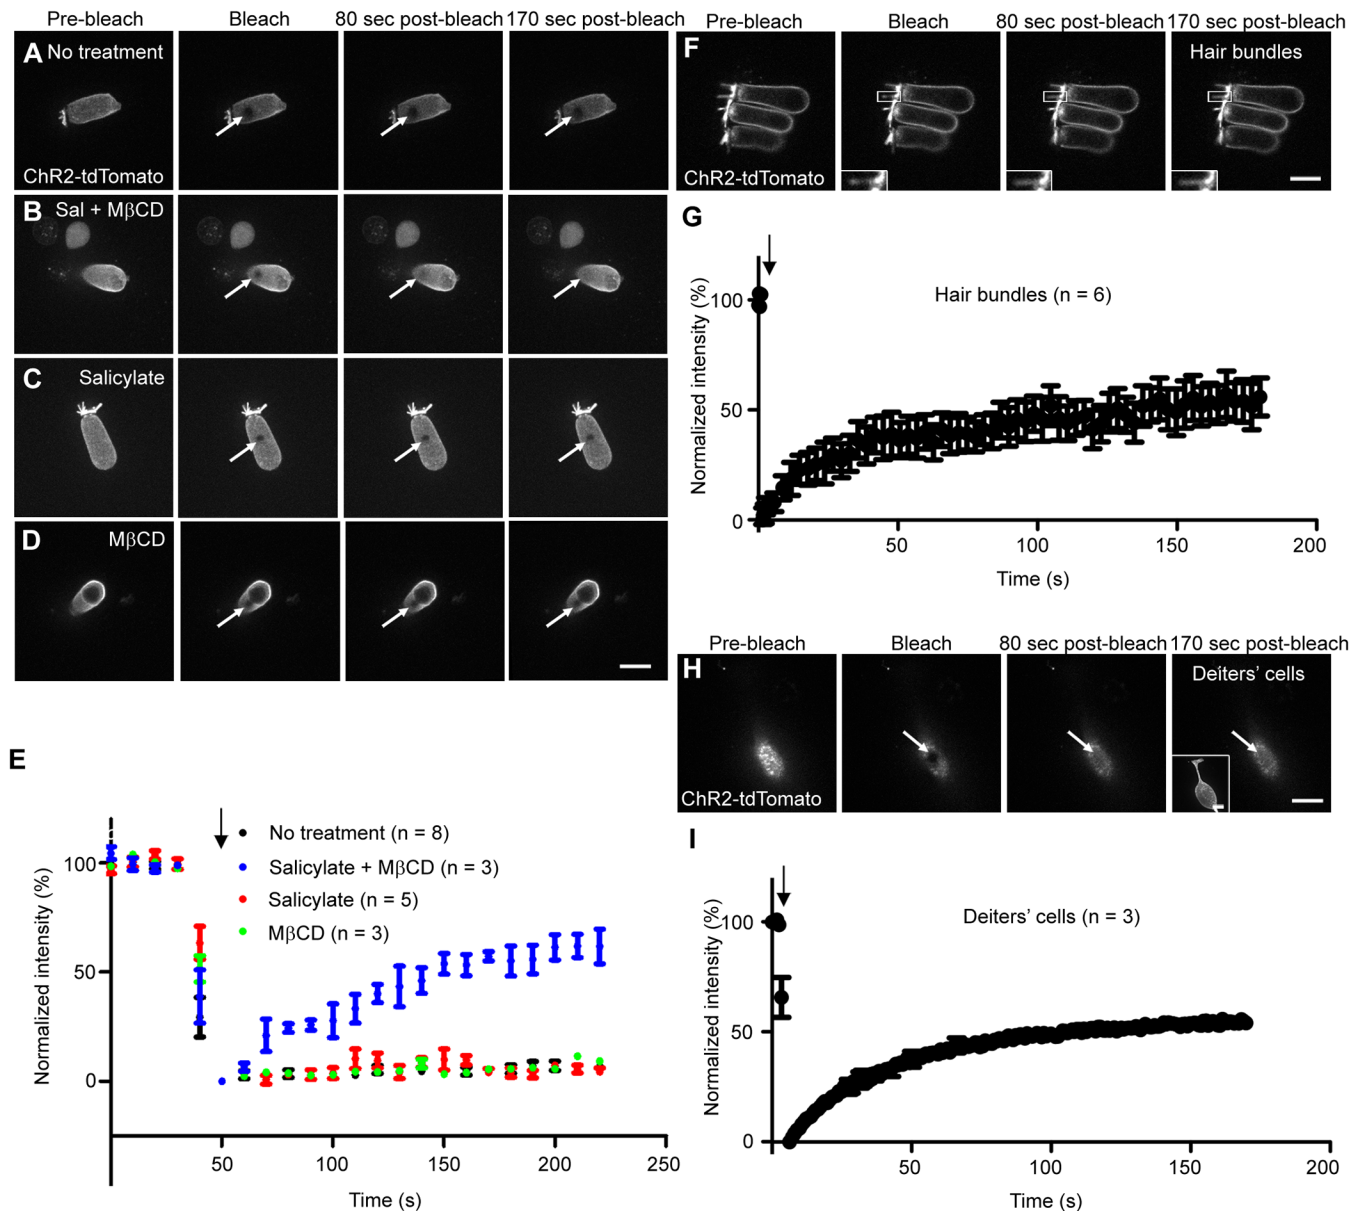 Pre-bleach Bleach 80 sec post-bleach 170 sec post-bleach
A No treatment
ChR2-tdTomato
B Sal + MβCD
C Salicylate
D MβCD
E
Normalized intensity (%)
100
50
0
No treatment (n = 8)
Salicylate + MβCD (n = 3)
Salicylate (n = 5)
MβCD (n = 3)
50 100 150 200 250
Time (s)
Pre-bleach Bleach 80 sec post-bleach 170 sec post-bleach
F Hair bundles
ChR2-tdTomato
G
Normalized intensity (%)
Hair bundles (n = 6)
100
50
0
50 100 150 200
Time (s)
Pre-bleach Bleach 80 sec post-bleach 170 sec post-bleach
H Deiters' cells
ChR2-tdTomato
I
Normalized intensity (%)
Deiters' cells (n = 3)
100
50
0
50 100 150 200
Time (s)